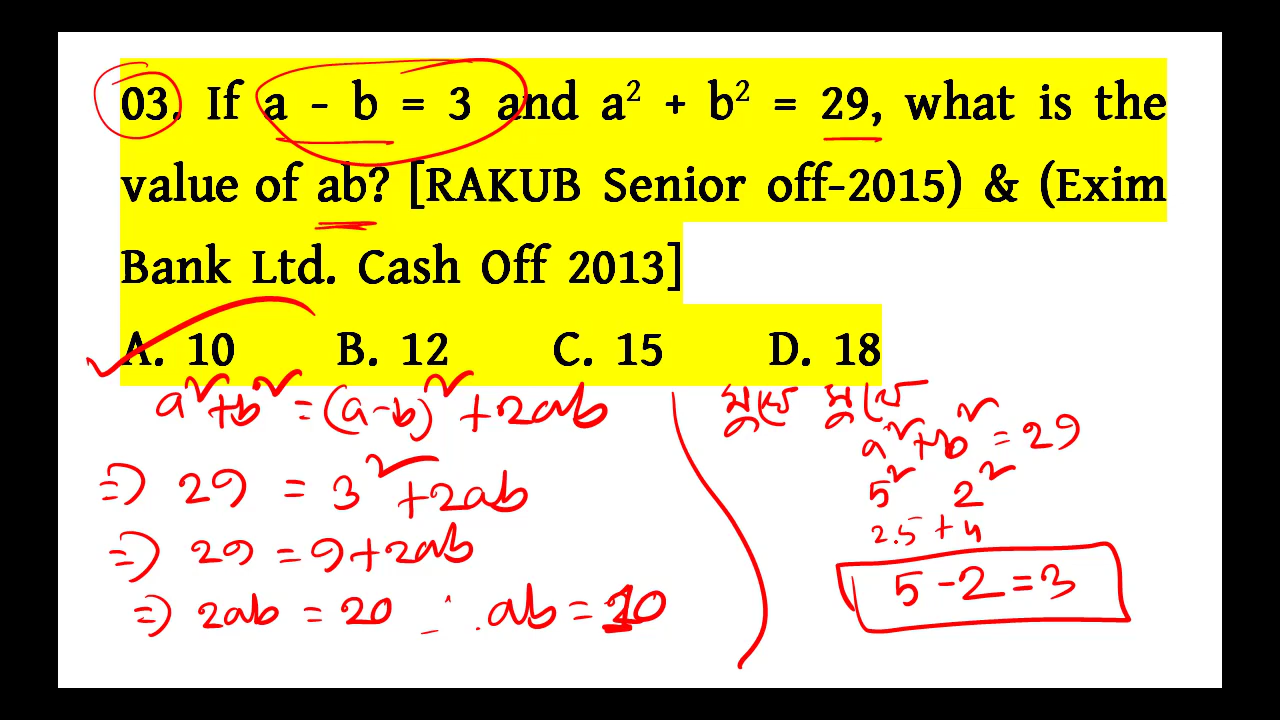 03. If a - b = 3 and a² + b² = 29, what is the
value of ab? [RAKUB Senior off-2015) & (Exim
Bank Ltd. Cash Off 2013]
A. 10 B. 12 C. 15 D. 18
a² + b² = (a-b)² + 2ab
⇒ 29 = 3² + 2ab
⇒ 29 = 9 + 2ab
⇒ 2ab = 20 ∴ ab = 10
মুখে মুখে
a² + b² = 29
5² 2²
2.5 + 4
5 - 2 = 3